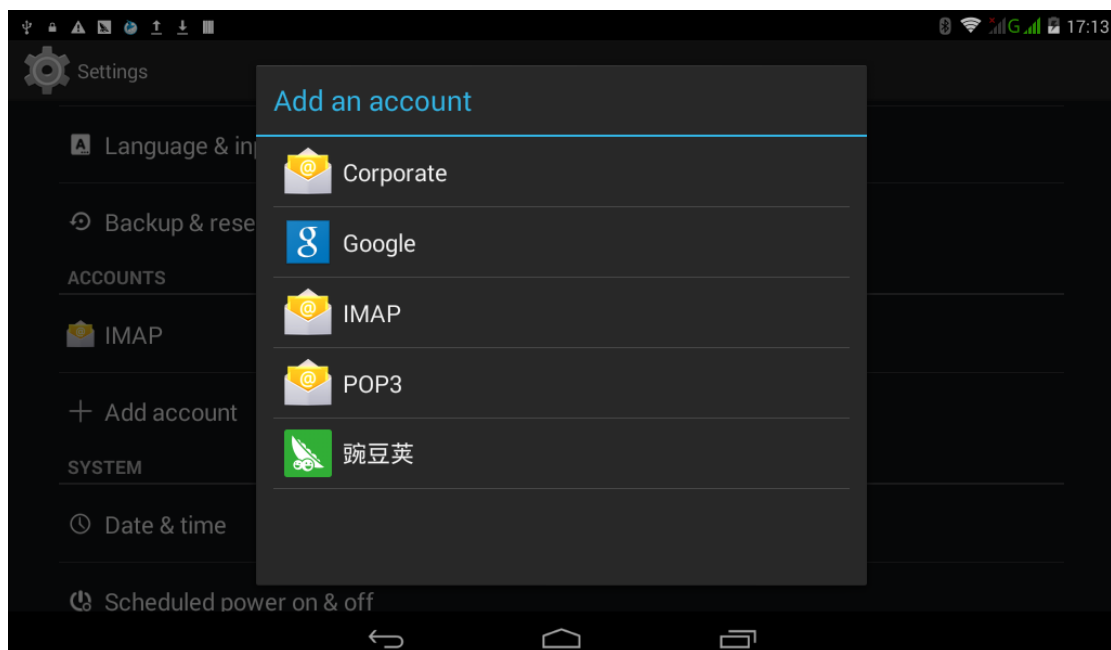 G 17:13
Settings
Add an account
Language & in
Corporate
Backup & rese
Google
ACCOUNTS
IMAP
IMAP
POP3
Add account
豌豆荚
SYSTEM
Date & time
Scheduled power on & off